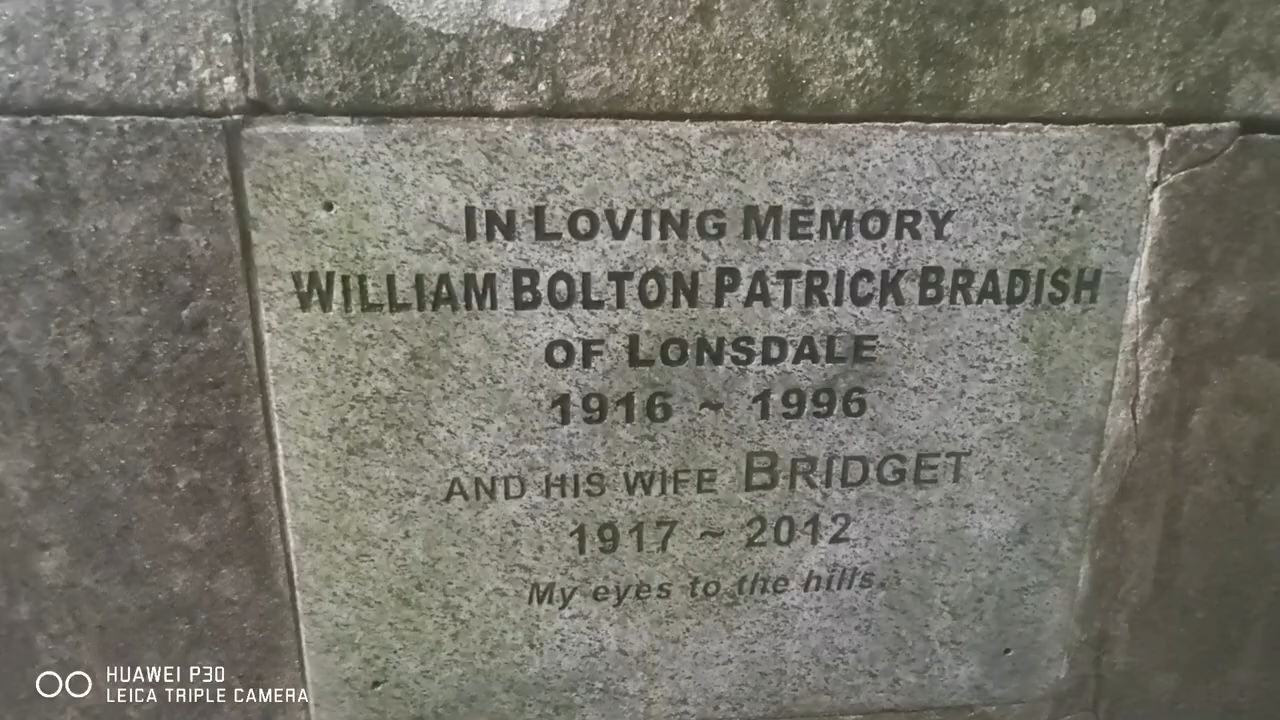 IN LOVING MEMORY
WILLIAM BOLTON PATRICK BRADISH
OF LONSDALE
1916 ~ 1996
AND HIS WIFE BRIDGET
1917 ~ 2012
My eyes to the hills.
HUAWEI P30
LEICA TRIPLE CAMERA